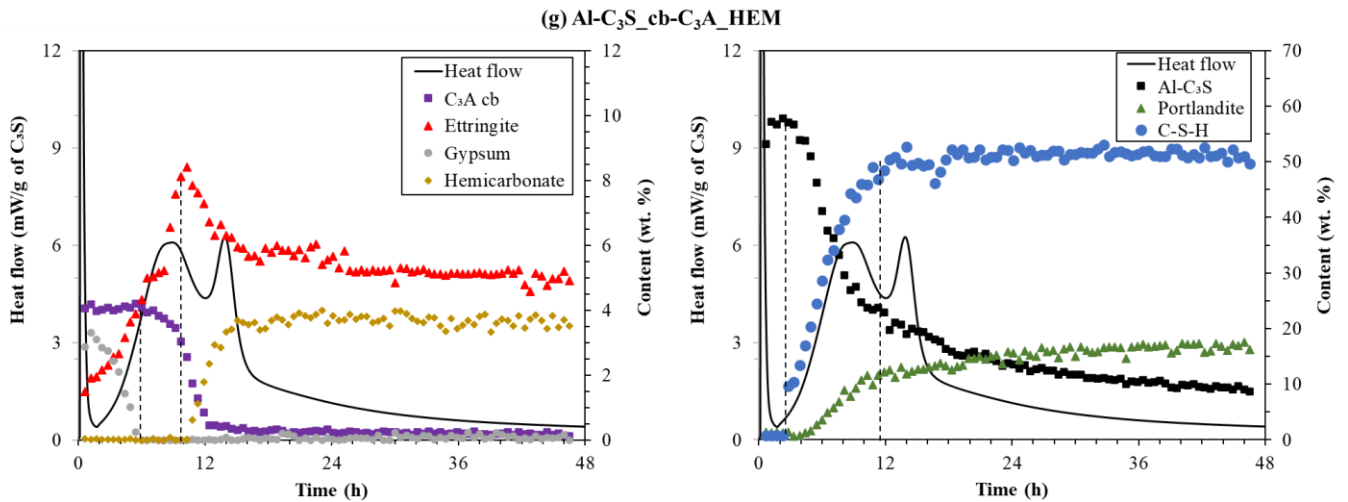 (g) Al-C₃S_cb-C₃A_HEM
Heat flow (mW/g of C₃S)
12
9
6
3
0
Heat flow
C₃A cb
Ettringite
Gypsum
Hemicarbonate
12
10
8
6
4
2
0
Content (wt. %)
0 12 24 36 48
Time (h)
Heat flow (mW/g of C₃S)
12
9
6
3
0
Heat flow
Al-C₃S
Portlandite
C-S-H
70
60
50
40
30
20
10
0
Content (wt. %)
0 12 24 36 48
Time (h)